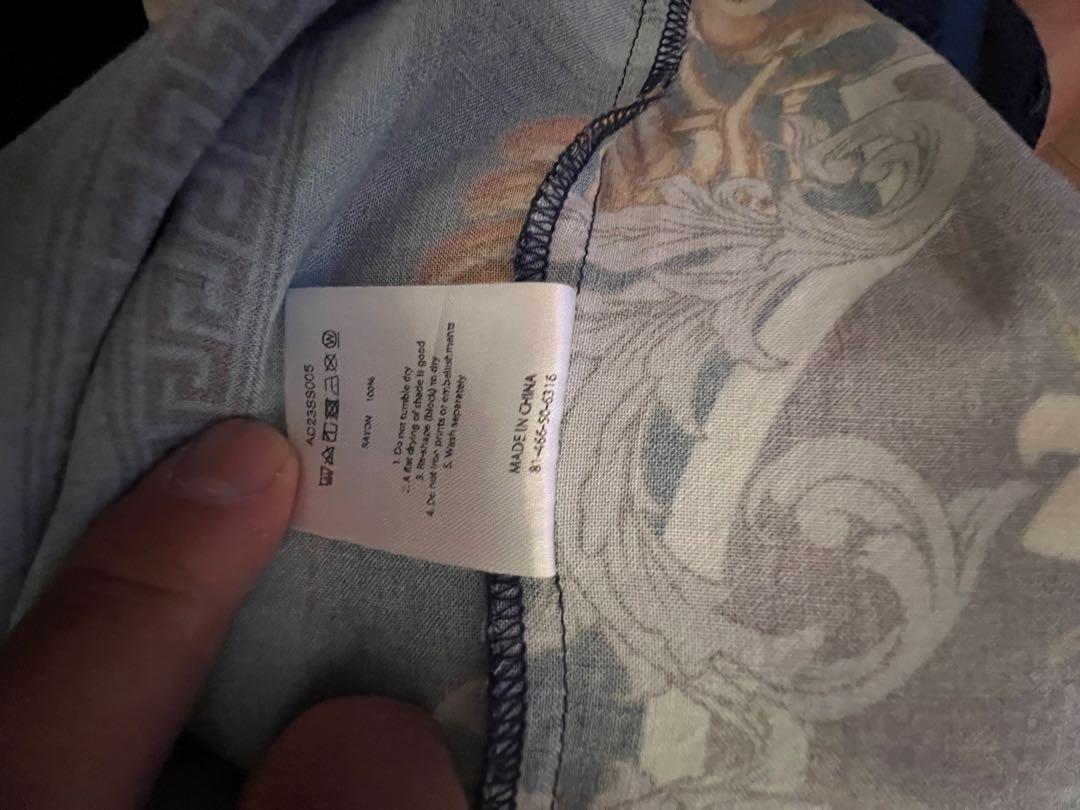 AC23SS005
RAYON 100%
1. Do not tumble dry
2. A flat drying of shade is good
3. Re-shape (block) to dry
4. Do not iron prints or embellishments
5. Wash separately
MADE IN CHINA
81-466-50-6316